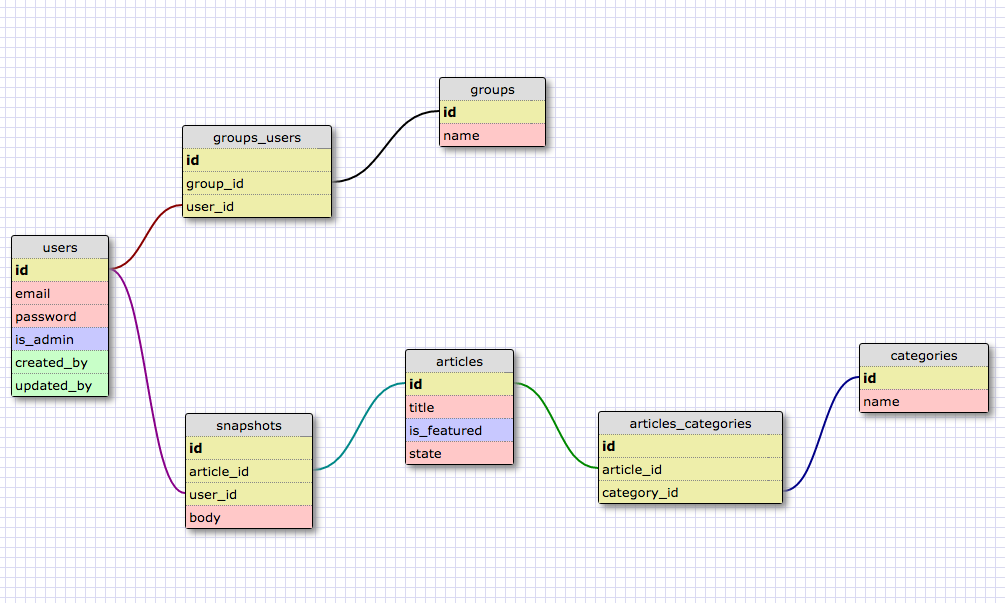 groups
id
name
groups_users
id
group_id
user_id
users
id
email
password
is_admin
created_by
updated_by
snapshots
id
article_id
user_id
body
articles
id
title
is_featured
state
articles_categories
id
article_id
category_id
categories
id
name